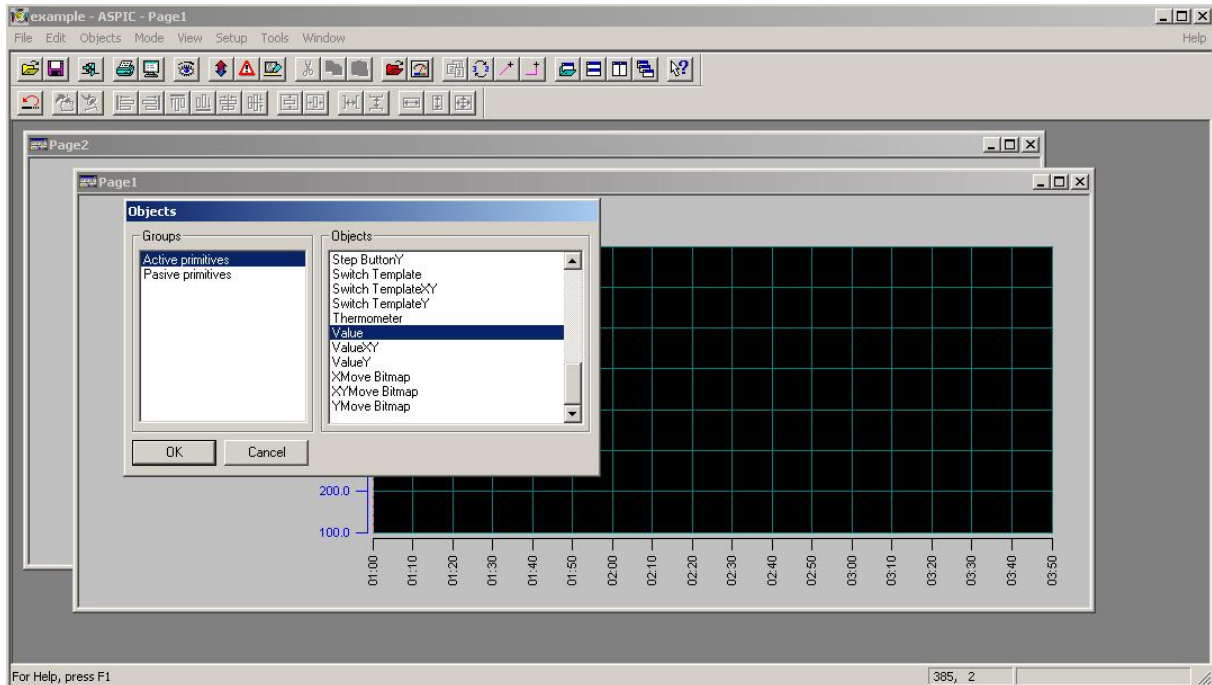 example - ASPIC - Page1
File Edit Objects Mode View Setup Tools Window Help
Page2
Page1
Objects
Groups
Active primitives
Pasive primitives
Objects
Step ButtonY
Switch Template
Switch TemplateXY
Switch TemplateY
Thermometer
Value
ValueXY
ValueY
XMove Bitmap
XYMove Bitmap
YMove Bitmap
OK Cancel
200.0
100.0
01:00 01:10 01:20 01:30 01:40 01:50 02:00 02:10 02:20 02:30 02:40 02:50 03:00 03:10 03:20 03:30 03:40 03:50
For Help, press F1
385, 2